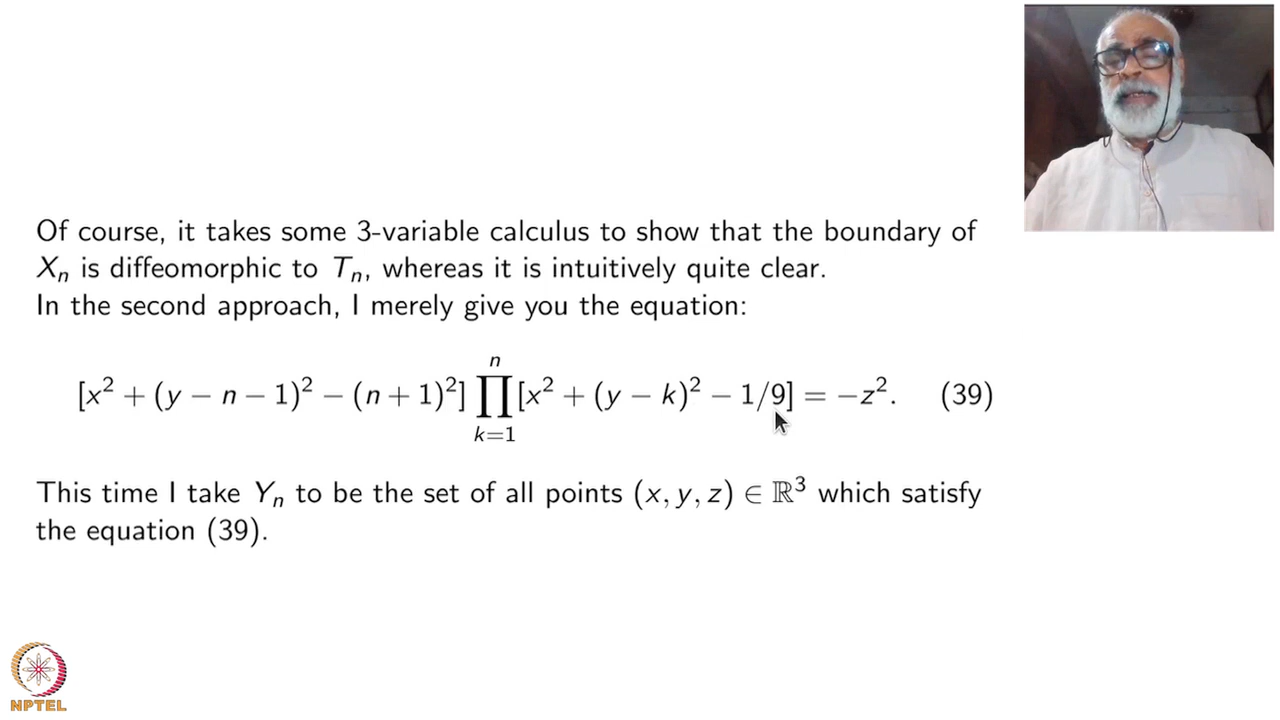 Of course, it takes some 3-variable calculus to show that the boundary of
Xₙ is diffeomorphic to Tₙ, whereas it is intuitively quite clear.
In the second approach, I merely give you the equation:
[x² + (y − n − 1)² − (n + 1)²] ∏ₖ₌₁ⁿ [x² + (y − k)² − 1/9] = −z². (39)
This time I take Yₙ to be the set of all points (x, y, z) ∈ ℝ³ which satisfy
the equation (39).
NPTEL